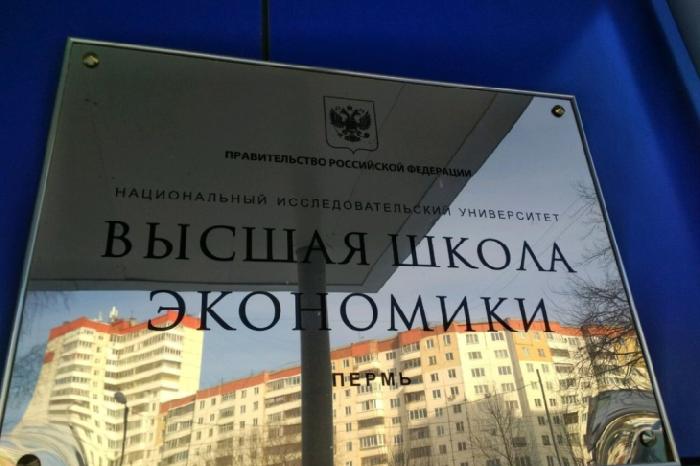 ПРАВИТЕЛЬСТВО РОССИЙСКОЙ ФЕДЕРАЦИИ
НАЦИОНАЛЬНЫЙ ИССЛЕДОВАТЕЛЬСКИЙ УНИВЕРСИТЕТ
ВЫСШАЯ ШКОЛА
ЭКОНОМИКИ
ПЕРМЬ